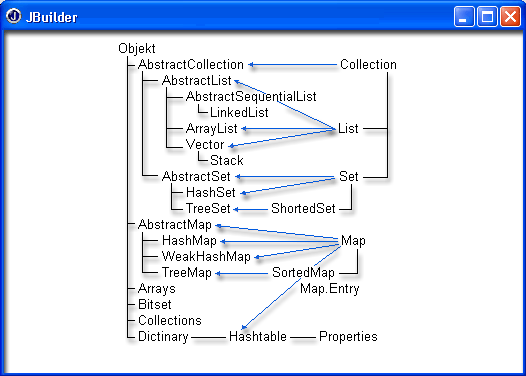 JBuilder
Objekt
AbstractCollection Collection
AbstractList
AbstractSequentialList
LinkedList
ArrayList List
Vector
Stack
AbstractSet Set
HashSet
TreeSet ShortedSet
AbstractMap
HashMap Map
WeakHashMap
TreeMap SortedMap
Arrays Map.Entry
Bitset
Collections
Dictinary Hashtable Properties